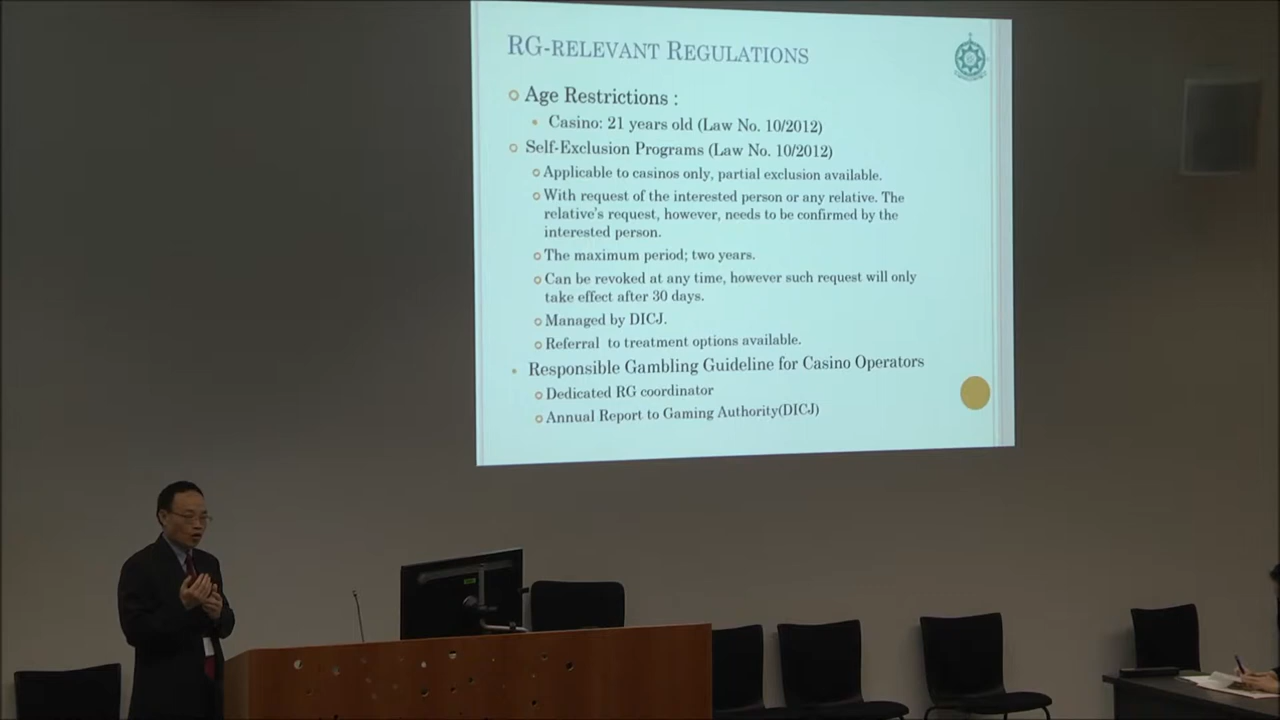 RG-RELEVANT REGULATIONS
Age Restrictions :
Casino: 21 years old (Law No. 10/2012)
Self-Exclusion Programs (Law No. 10/2012)
Applicable to casinos only, partial exclusion available.
With request of the interested person or any relative. The
relative's request, however, needs to be confirmed by the
interested person.
The maximum period; two years.
Can be revoked at any time, however such request will only
take effect after 30 days.
Managed by DICJ.
Referral to treatment options available.
Responsible Gambling Guideline for Casino Operators
Dedicated RG coordinator
Annual Report to Gaming Authority(DICJ)